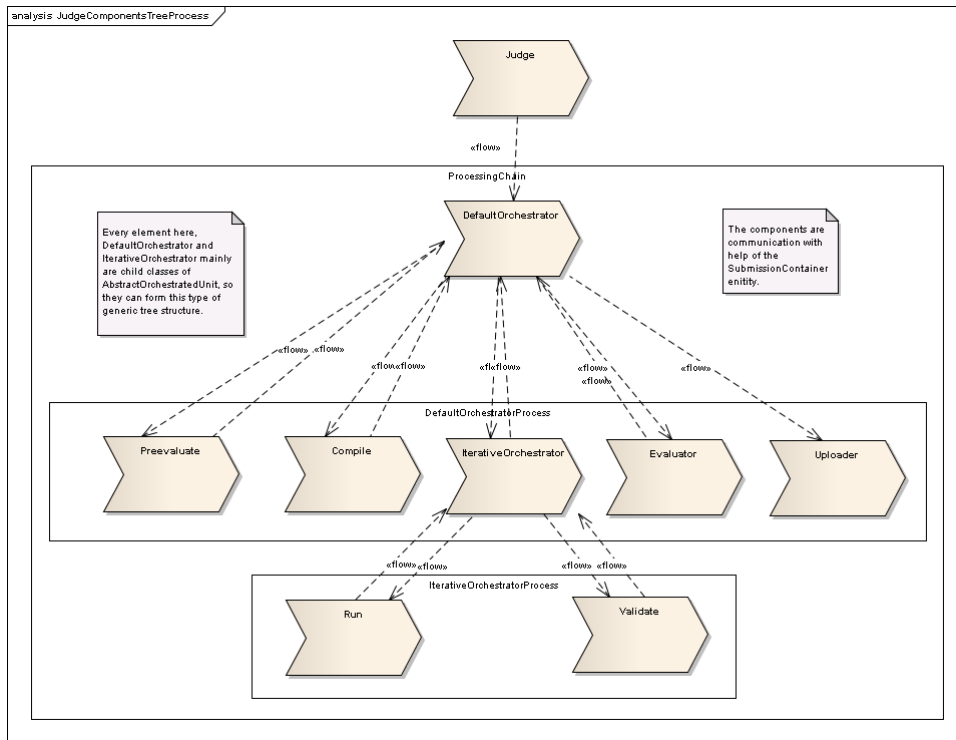 analysis JudgeComponentsTreeProcess
Judge
«flow»
ProcessingChain
DefaultOrchestrator
Every element here,
DefaultOrchestrator and
IterativeOrchestrator mainly
are child classes of
AbstractOrchestratedUnit, so
they can form this type of
generic tree structure.
The components are
communication with
help of the
SubmissionContainer
enitity.
«flow» «flow»
«flow«flow»
«fl«flow»
«flow»
«flow»
«flow»
DefaultOrchestratorProcess
Preevaluate
Compile
IterativeOrchestrator
Evaluator
Uploader
«flow»«flow»
«flow» «flow»
IterativeOrchestratorProcess
Run
Validate